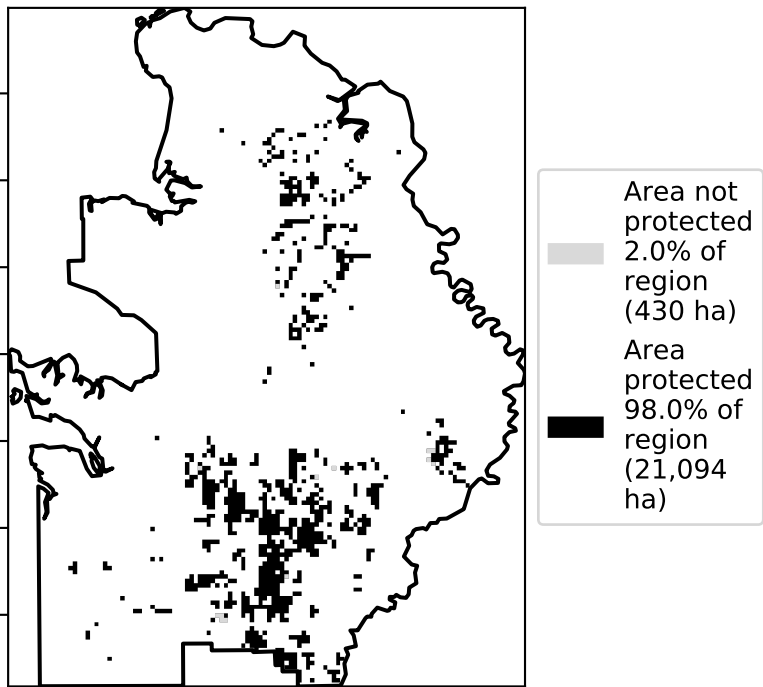 Area not
protected
2.0% of
region
(430 ha)
Area
protected
98.0% of
region
(21,094
ha)